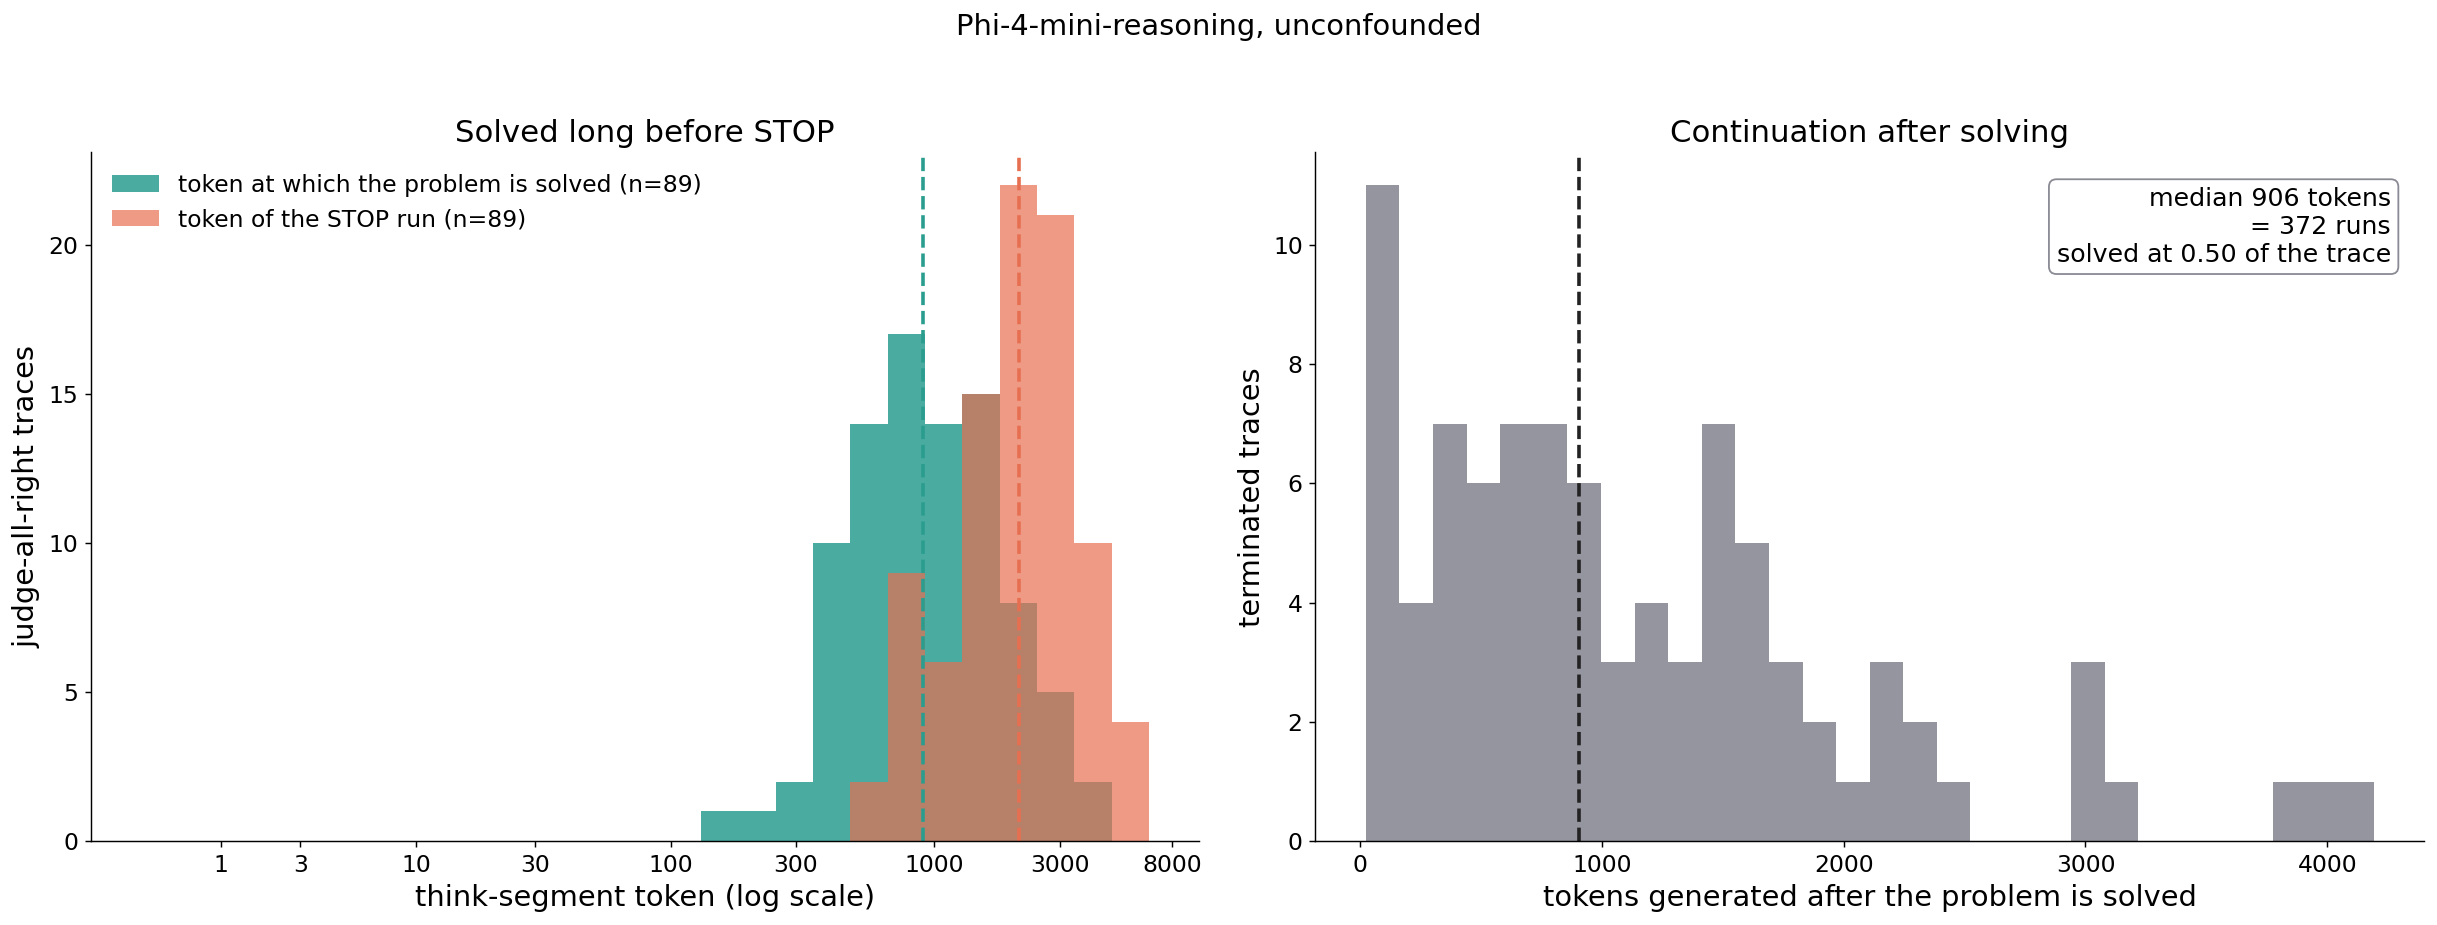 Phi-4-mini-reasoning, unconfounded
Solved long before STOP
token at which the problem is solved (n=89)
token of the STOP run (n=89)
judge-all-right traces
20
15
10
5
0
1 3 10 30 100 300 1000 3000 8000
think-segment token (log scale)
Continuation after solving
median 906 tokens
= 372 runs
solved at 0.50 of the trace
terminated traces
10
8
6
4
2
0
0 1000 2000 3000 4000
tokens generated after the problem is solved